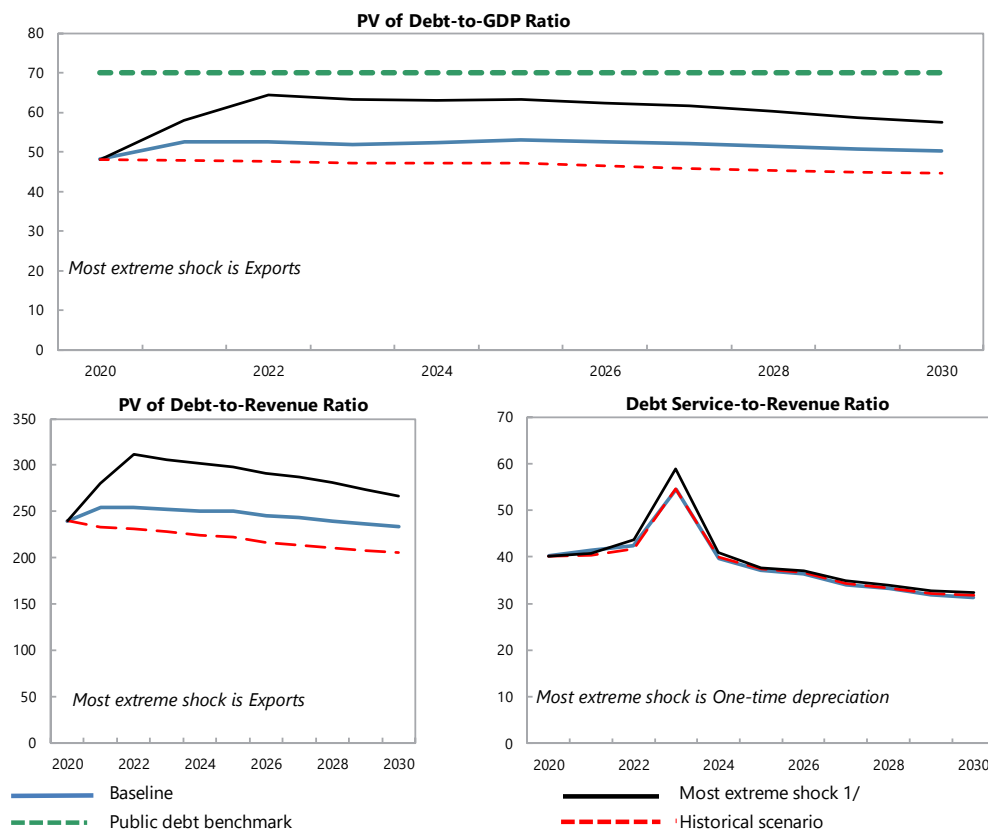 PV of Debt-to-GDP Ratio
80
70
60
50
40
30
20
10
0
Most extreme shock is Exports
2020 2022 2024 2026 2028 2030
PV of Debt-to-Revenue Ratio
350
300
250
200
150
100
50
0
Most extreme shock is Exports
2020 2022 2024 2026 2028 2030
Debt Service-to-Revenue Ratio
70
60
50
40
30
20
10
0
Most extreme shock is One-time depreciation
2020 2022 2024 2026 2028 2030
Baseline
Most extreme shock 1/
Public debt benchmark
Historical scenario